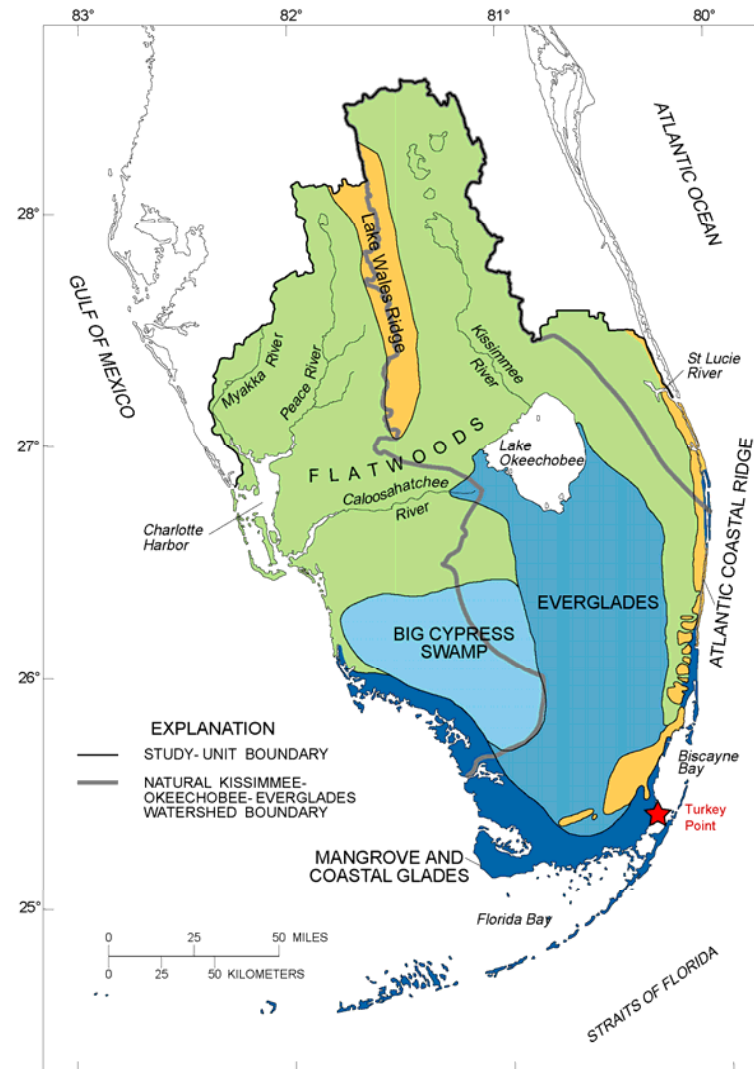 83°
82°
81°
80°
ATLANTIC OCEAN
28°
Lake Wales Ridge
GULF OF MEXICO
Kissimmee
River
Myakka River
Peace River
St Lucie
River
27°
FLATWOODS
Lake
Okeechobee
Caloosahatchee
River
Charlotte
Harbor
ATLANTIC COASTAL RIDGE
EVERGLADES
BIG CYPRESS
SWAMP
26°
EXPLANATION
STUDY- UNIT BOUNDARY
NATURAL KISSIMMEE-
OKEECHOBEE- EVERGLADES
WATERSHED BOUNDARY
Biscayne
Bay
Turkey
Point
MANGROVE AND
COASTAL GLADES
25°
Florida Bay
0 25 50 MILES
0 25 50 KILOMETERS
STRAITS OF FLORIDA